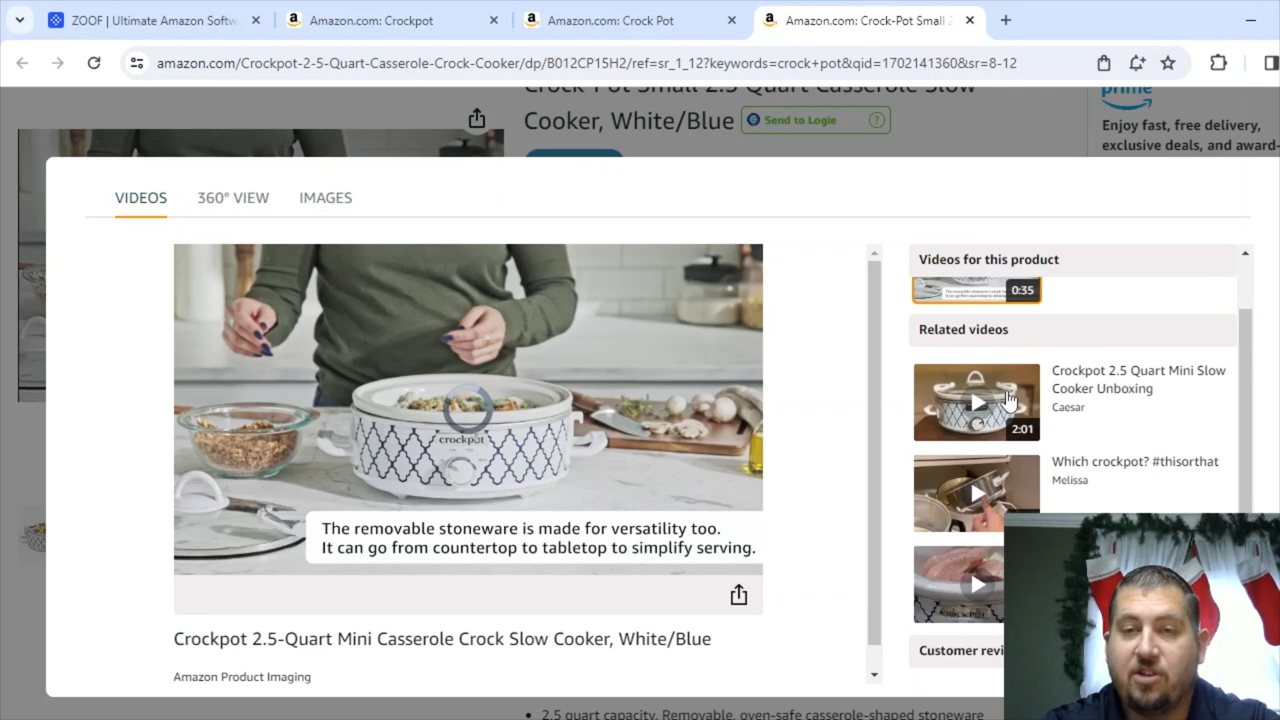 ZOOF | Ultimate Amazon Softw
Amazon.com: Crockpot
Amazon.com: Crock Pot
Amazon.com: Crock-Pot Small 2
amazon.com/Crockpot-2-5-Quart-Casserole-Crock-Cooker/dp/B012CP15H2/ref=sr_1_12?keywords=crock+pot&qid=1702141360&sr=8-12
Crock-Pot Small 2.5 Quart Casserole Slow
Cooker, White/Blue
Send to Logie
?
prime
Enjoy fast, free delivery,
exclusive deals, and award-
VIDEOS
360° VIEW
IMAGES
crockpot
The removable stoneware is made for versatility too.
It can go from countertop to tabletop to simplify serving.
Crockpot 2.5-Quart Mini Casserole Crock Slow Cooker, White/Blue
Amazon Product Imaging
Videos for this product
0:35
Related videos
Crockpot 2.5 Quart Mini Slow
Cooker Unboxing
Caesar
2:01
Which crockpot? #thisorthat
Melissa
Customer revi
2.5 quart capacity. Removable, oven-safe casserole-shaped stoneware